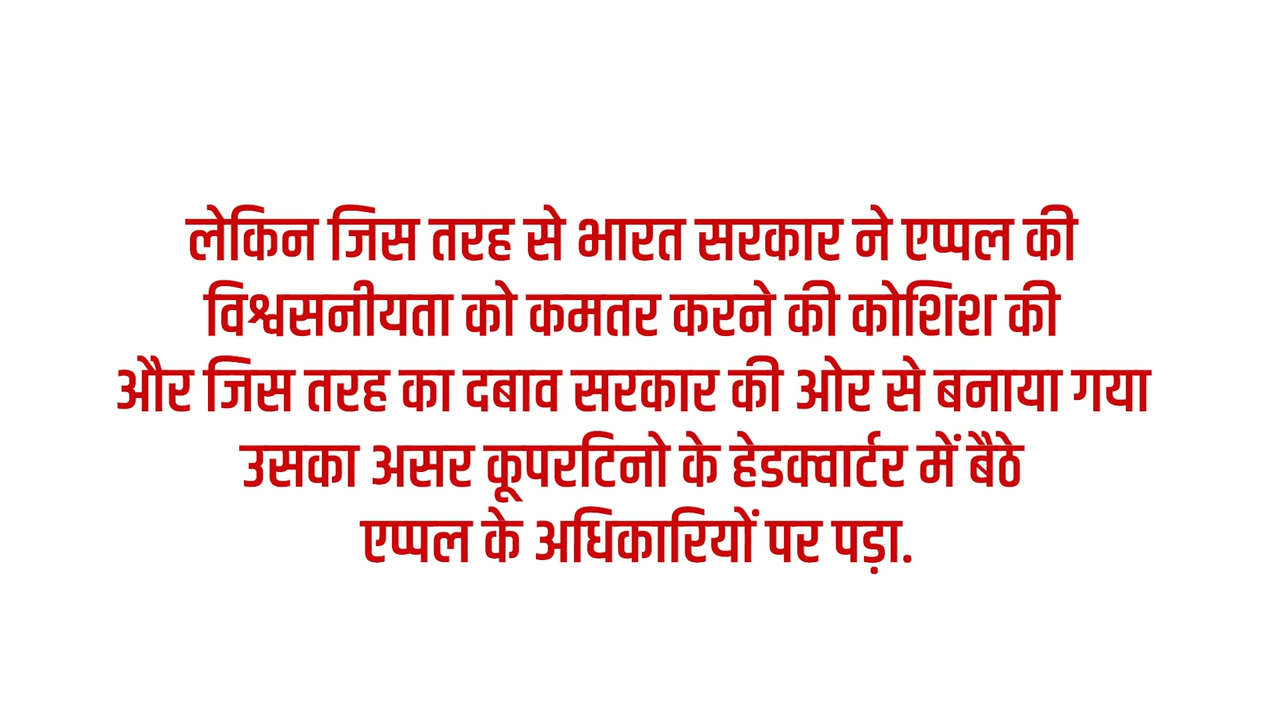 लेकिन जिस तरह से भारत सरकार ने एप्पल की
विश्वसनीयता को कमतर करने की कोशिश की
और जिस तरह का दबाव सरकार की ओर से बनाया गया
उसका असर कूपरटिनो के हेडक्वार्टर में बैठे
एप्पल के अधिकारियों पर पड़ा.